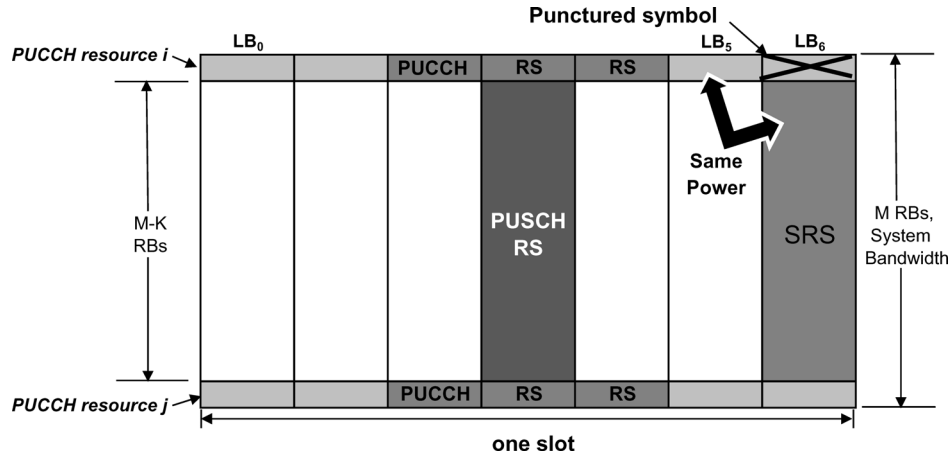 Punctured symbol
PUCCH resource i
LB0
LB5
LB6
PUCCH
RS
RS
Same
Power
M-K
RBs
PUSCH
RS
SRS
M RBs,
System
Bandwidth
PUCCH
RS
RS
PUCCH resource j
one slot